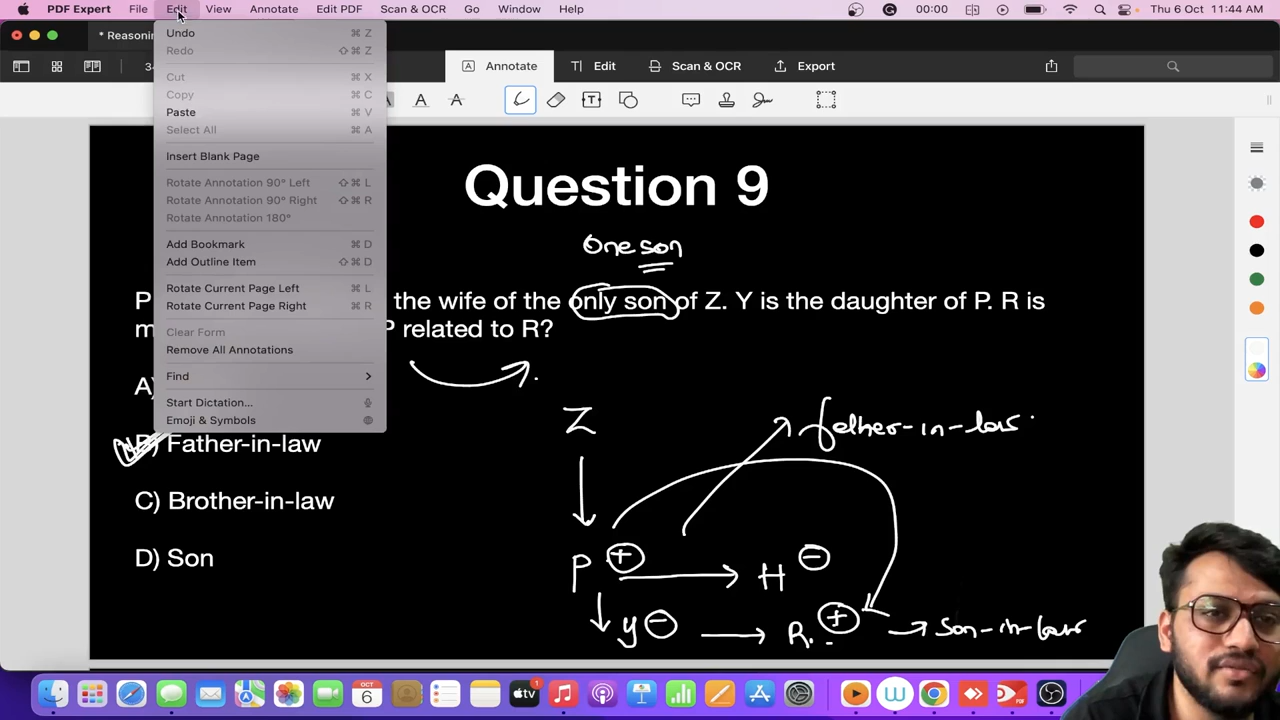 PDF Expert File Edit View Annotate Edit PDF Scan & OCR Go Window Help 00:00 Thu 6 Oct 11:44 AM
* Reasonin
Annotate Edit Scan & OCR Export
Undo ⌘ Z
Redo ⇧ ⌘ Z
Cut ⌘ X
Copy ⌘ C
Paste ⌘ V
Select All ⌘ A
Insert Blank Page
Rotate Annotation 90° Left ⇧ ⌘ L
Rotate Annotation 90° Right ⇧ ⌘ R
Rotate Annotation 180°
Add Bookmark ⌘ D
Add Outline Item ⇧ ⌘ D
Rotate Current Page Left ⌘ L
Rotate Current Page Right ⌘ R
Clear Form
Remove All Annotations
Find
Start Dictation...
Emoji & Symbols
Question 9
One son
P the wife of the only son of Z. Y is the daughter of P. R is
m P related to R?
A)
B) Father-in-law
C) Brother-in-law
D) Son
Z
father-in-law
P + H −
y − R. +
son-in-law
OCT
6
tv
1
W